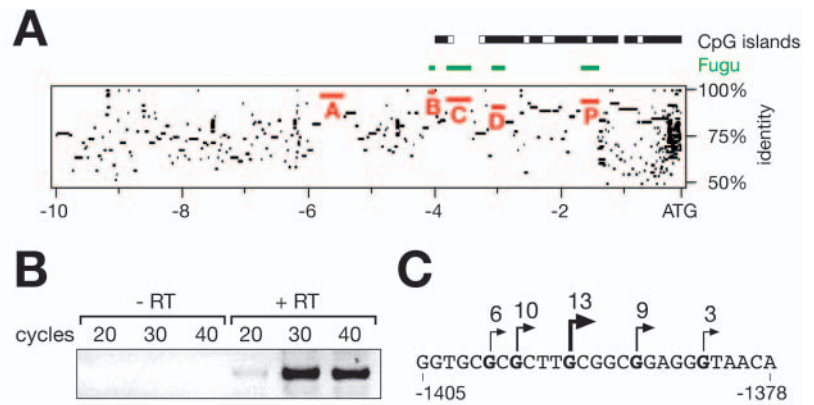 A
CpG islands
Fugu
100%
A B C D P
75%
identity
50%
-10 -8 -6 -4 -2 ATG
B
- RT + RT
cycles 20 30 40 20 30 40
C
6 10 13 9 3
GGTGCGCGCTTGCGGCGGAGGGTAACA
-1405 -1378